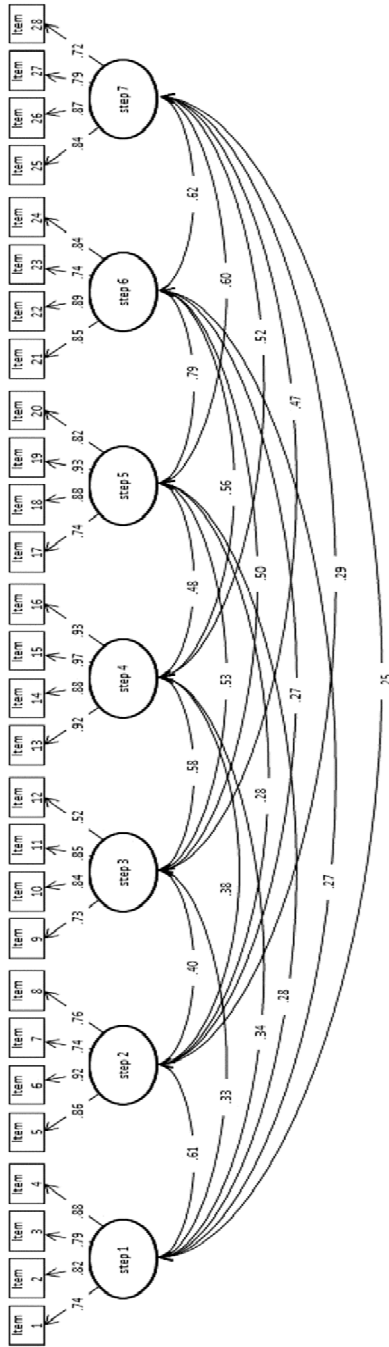 Item
1
Item
2
Item
3
Item
4
Item
5
Item
6
Item
7
Item
8
Item
9
Item
10
Item
11
Item
12
Item
13
Item
14
Item
15
Item
16
Item
17
Item
18
Item
19
Item
20
Item
21
Item
22
Item
23
Item
24
Item
25
Item
26
Item
27
Item
28
.74 .82 .79 .88 .86 .92 .74 .76 .73 .84 .85 .52 .92 .88 .97 .93 .74 .88 .93 .82 .85 .89 .74 .84 .84 .87 .79 .72
step 1 step 2 step 3 step 4 step 5 step 6 step 7
.61 .40 .58 .48 .79 .62
.33 .38 .53 .56 .60
.34 .28 .50 .52
.28 .27 .47
.27 .29
.25